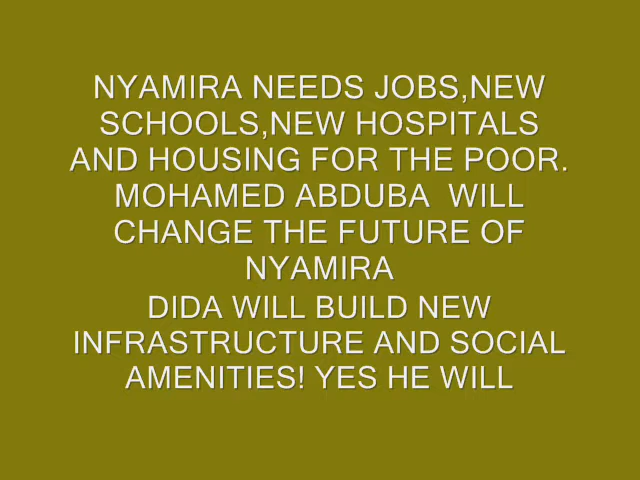 NYAMIRA NEEDS JOBS,NEW
SCHOOLS,NEW HOSPITALS
AND HOUSING FOR THE POOR.
MOHAMED ABDUBA  WILL
CHANGE THE FUTURE OF
NYAMIRA
DIDA WILL BUILD NEW
INFRASTRUCTURE AND SOCIAL
AMENITIES! YES HE WILL